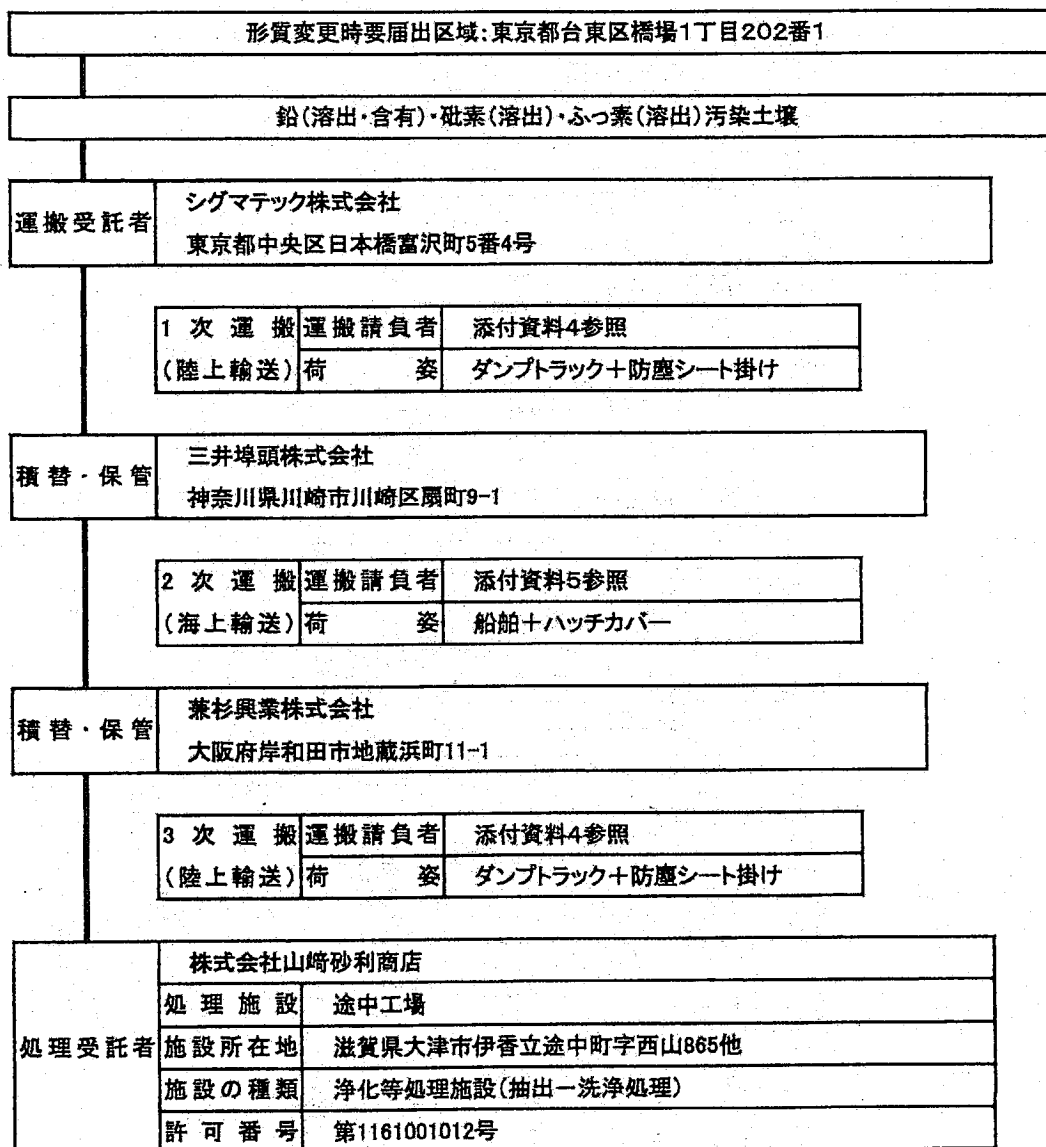 形質変更時要届出区域:東京都台東区橋場1丁目202番1
鉛(溶出・含有)・砒素(溶出)・ふっ素(溶出)汚染土壌
運搬受託者
シグマテック株式会社
東京都中央区日本橋富沢町5番4号
1次運搬 運搬請負者 添付資料4参照
(陸上輸送) 荷姿 ダンプトラック+防塵シート掛け
積替・保管
三井埠頭株式会社
神奈川県川崎市川崎区扇町9-1
2次運搬 運搬請負者 添付資料5参照
(海上輸送) 荷姿 船舶+ハッチカバー
積替・保管
兼杉興業株式会社
大阪府岸和田市地蔵浜町11-1
3次運搬 運搬請負者 添付資料4参照
(陸上輸送) 荷姿 ダンプトラック+防塵シート掛け
処理受託者
株式会社山﨑砂利商店
処理施設 途中工場
施設所在地 滋賀県大津市伊香立途中町字西山865他
施設の種類 浄化等処理施設(抽出ー洗浄処理)
許可番号 第1161001012号